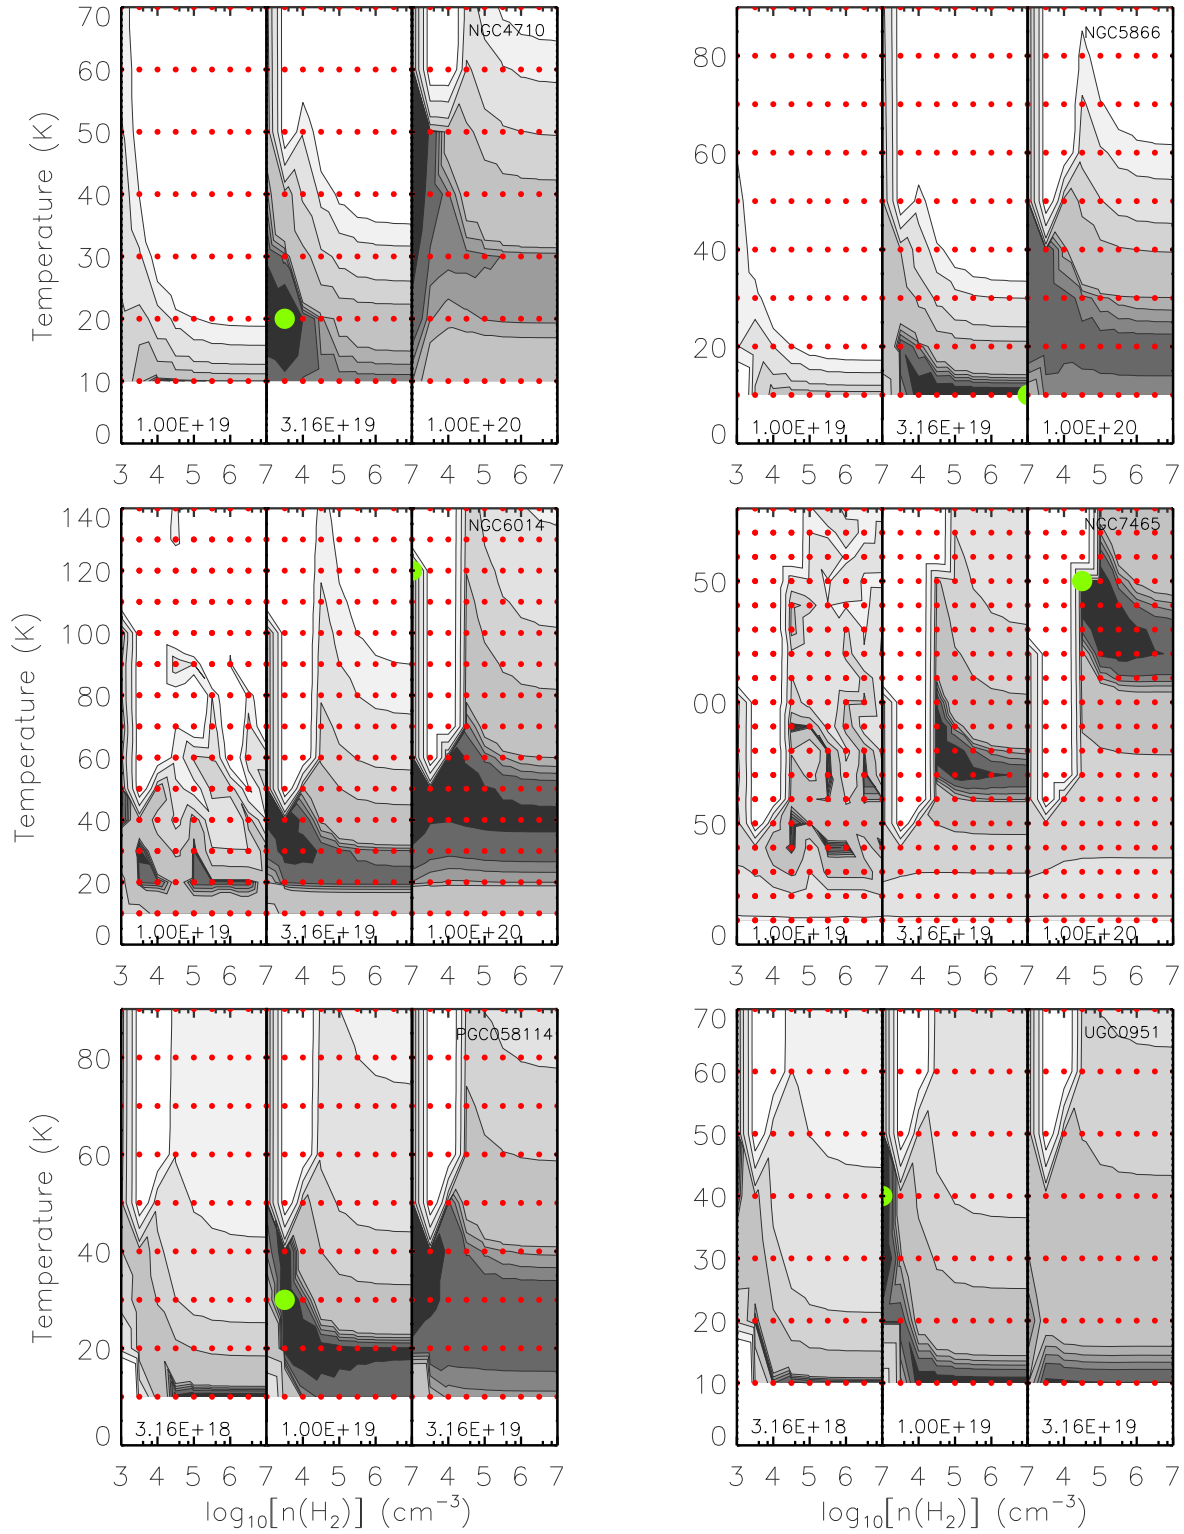 NGC4710
NGC5866
70
60
50
40
30
20
10
0
Temperature (K)
80
60
40
20
0
Temperature (K)
1.00E+19 3.16E+19 1.00E+20
1.00E+19 3.16E+19 1.00E+20
3 4 5 6 7 4 5 6 7 4 5 6 7
3 4 5 6 7 4 5 6 7 4 5 6 7
NGC6014
NGC7465
140
120
100
80
60
40
20
0
Temperature (K)
50
00
50
0
Temperature (K)
1.00E+19 3.16E+19 1.00E+20
1.00E+19 3.16E+19 1.00E+20
3 4 5 6 7 4 5 6 7 4 5 6 7
3 4 5 6 7 4 5 6 7 4 5 6 7
PGC058114
UGC0951
80
60
40
20
0
Temperature (K)
70
60
50
40
30
20
10
0
Temperature (K)
3.16E+18 1.00E+19 3.16E+19
3.16E+18 1.00E+19 3.16E+19
3 4 5 6 7 4 5 6 7 4 5 6 7
3 4 5 6 7 4 5 6 7 4 5 6 7
log₁₀[n(H₂)] (cm⁻³)
log₁₀[n(H₂)] (cm⁻³)